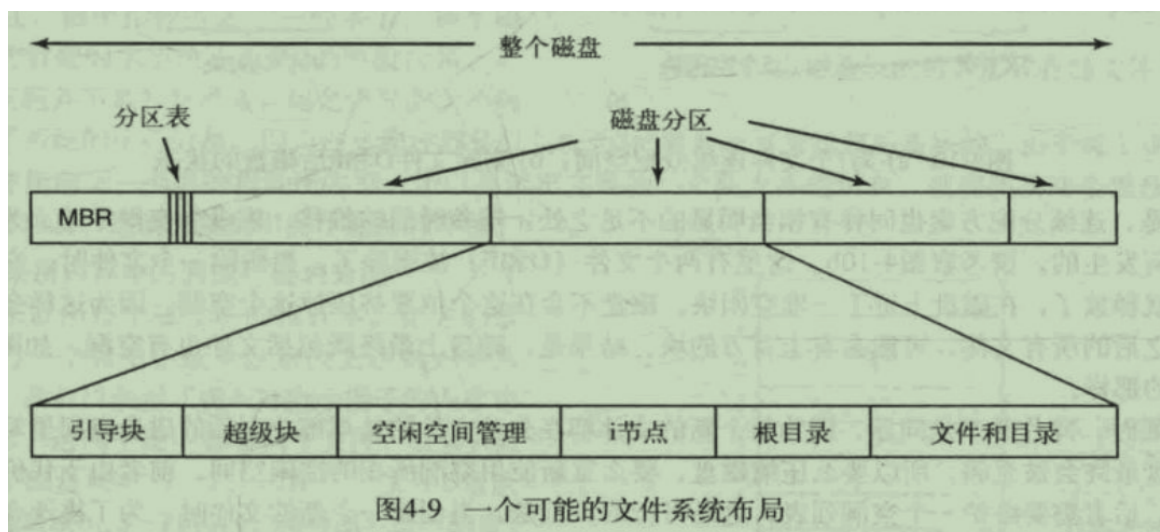 整个磁盘
分区表
磁盘分区
MBR
引导块
超级块
空闲空间管理
i节点
根目录
文件和目录
图4-9 一个可能的文件系统布局